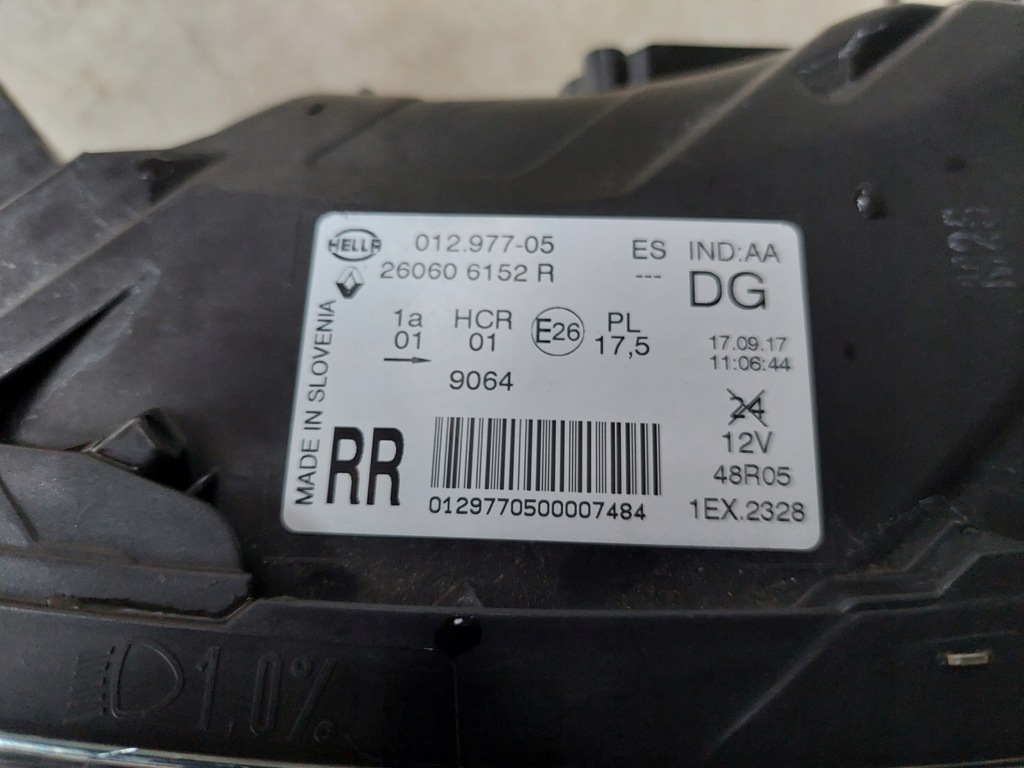 HELLA 012.977-05 ES IND:AA
26060 6152 R --- DG
1a HCR E26 PL
01 01 17,5
17.09.17
11:06:44
9064
24
12V
48R05
MADE IN SLOVENIA
RR
0129770500007484
1EX.2328
1,0%